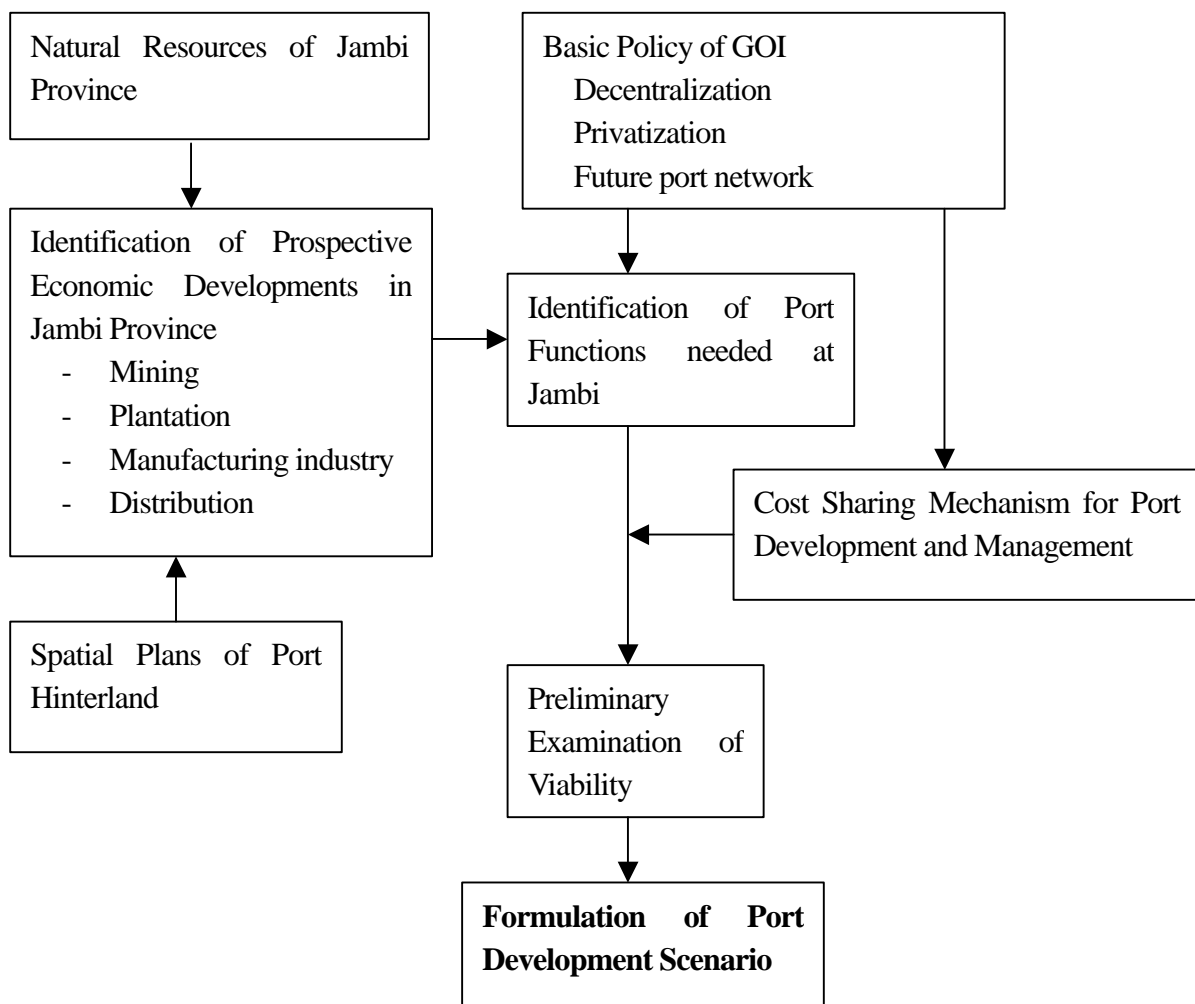 Natural Resources of Jambi
Province
Basic Policy of GOI
Decentralization
Privatization
Future port network
Identification of Prospective
Economic Developments in
Jambi Province
- Mining
- Plantation
- Manufacturing industry
- Distribution
Identification of Port
Functions needed at
Jambi
Cost Sharing Mechanism for Port
Development and Management
Spatial Plans of Port
Hinterland
Preliminary
Examination of
Viability
Formulation of Port
Development Scenario